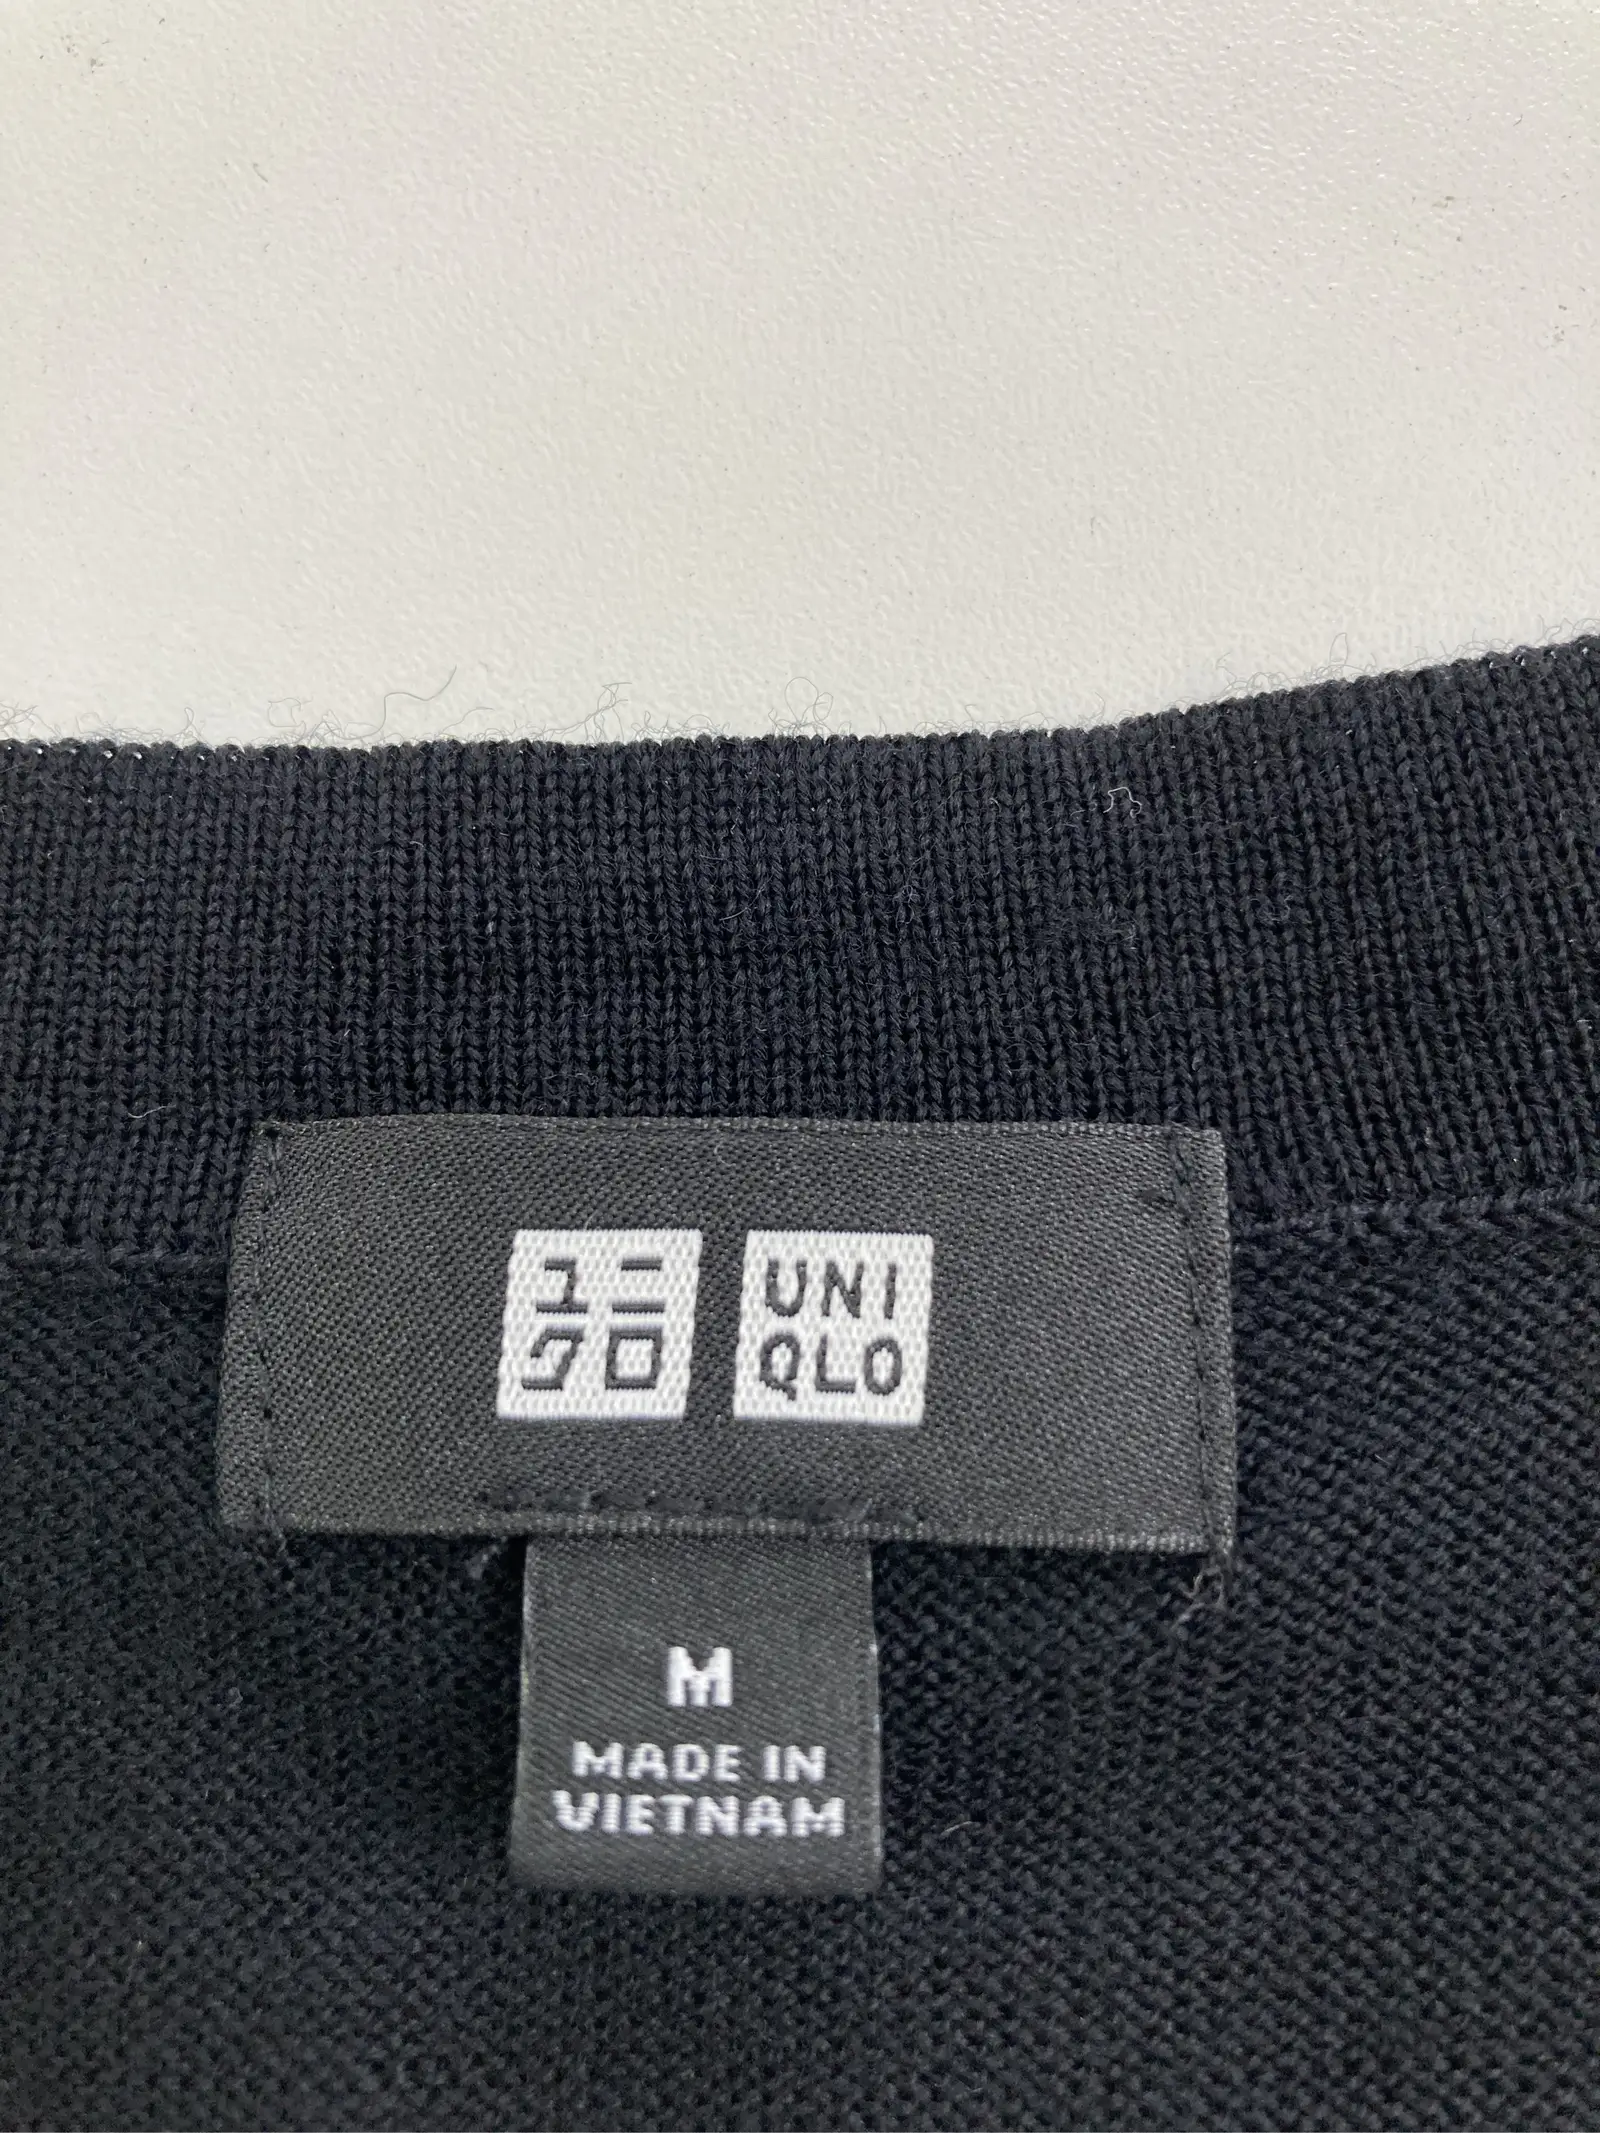 ユニ UNI
クロ QLO
M
MADE IN
VIETNAM